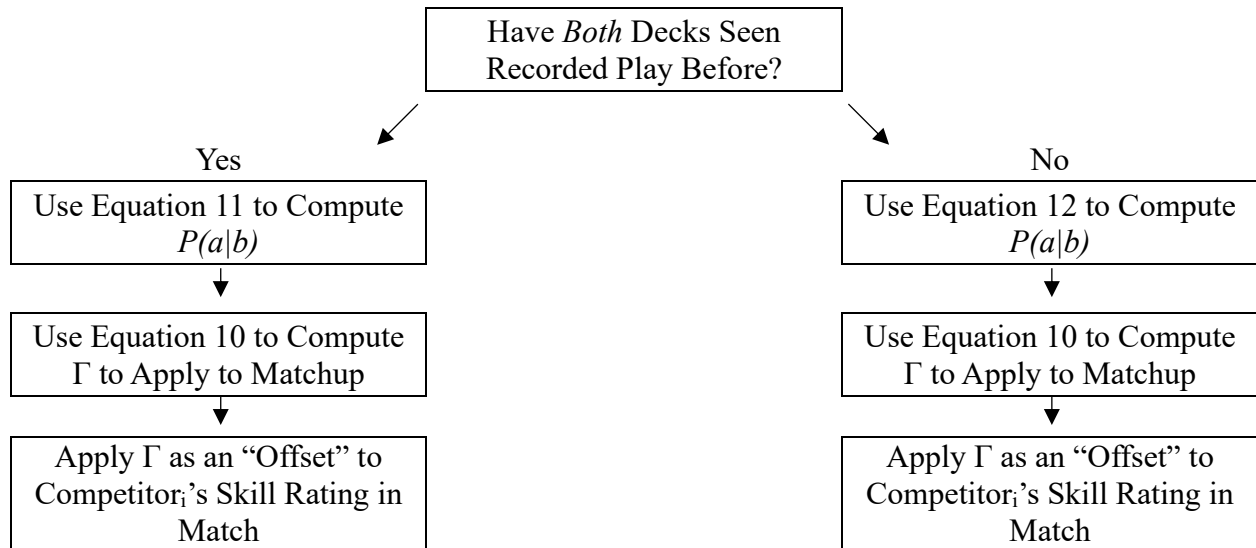 Have Both Decks Seen
Recorded Play Before?
Yes
Use Equation 11 to Compute
P(a|b)
Use Equation 10 to Compute
Γ to Apply to Matchup
Apply Γ as an “Offset” to
Competitorᵢ’s Skill Rating in
Match
No
Use Equation 12 to Compute
P(a|b)
Use Equation 10 to Compute
Γ to Apply to Matchup
Apply Γ as an “Offset” to
Competitorᵢ’s Skill Rating in
Match